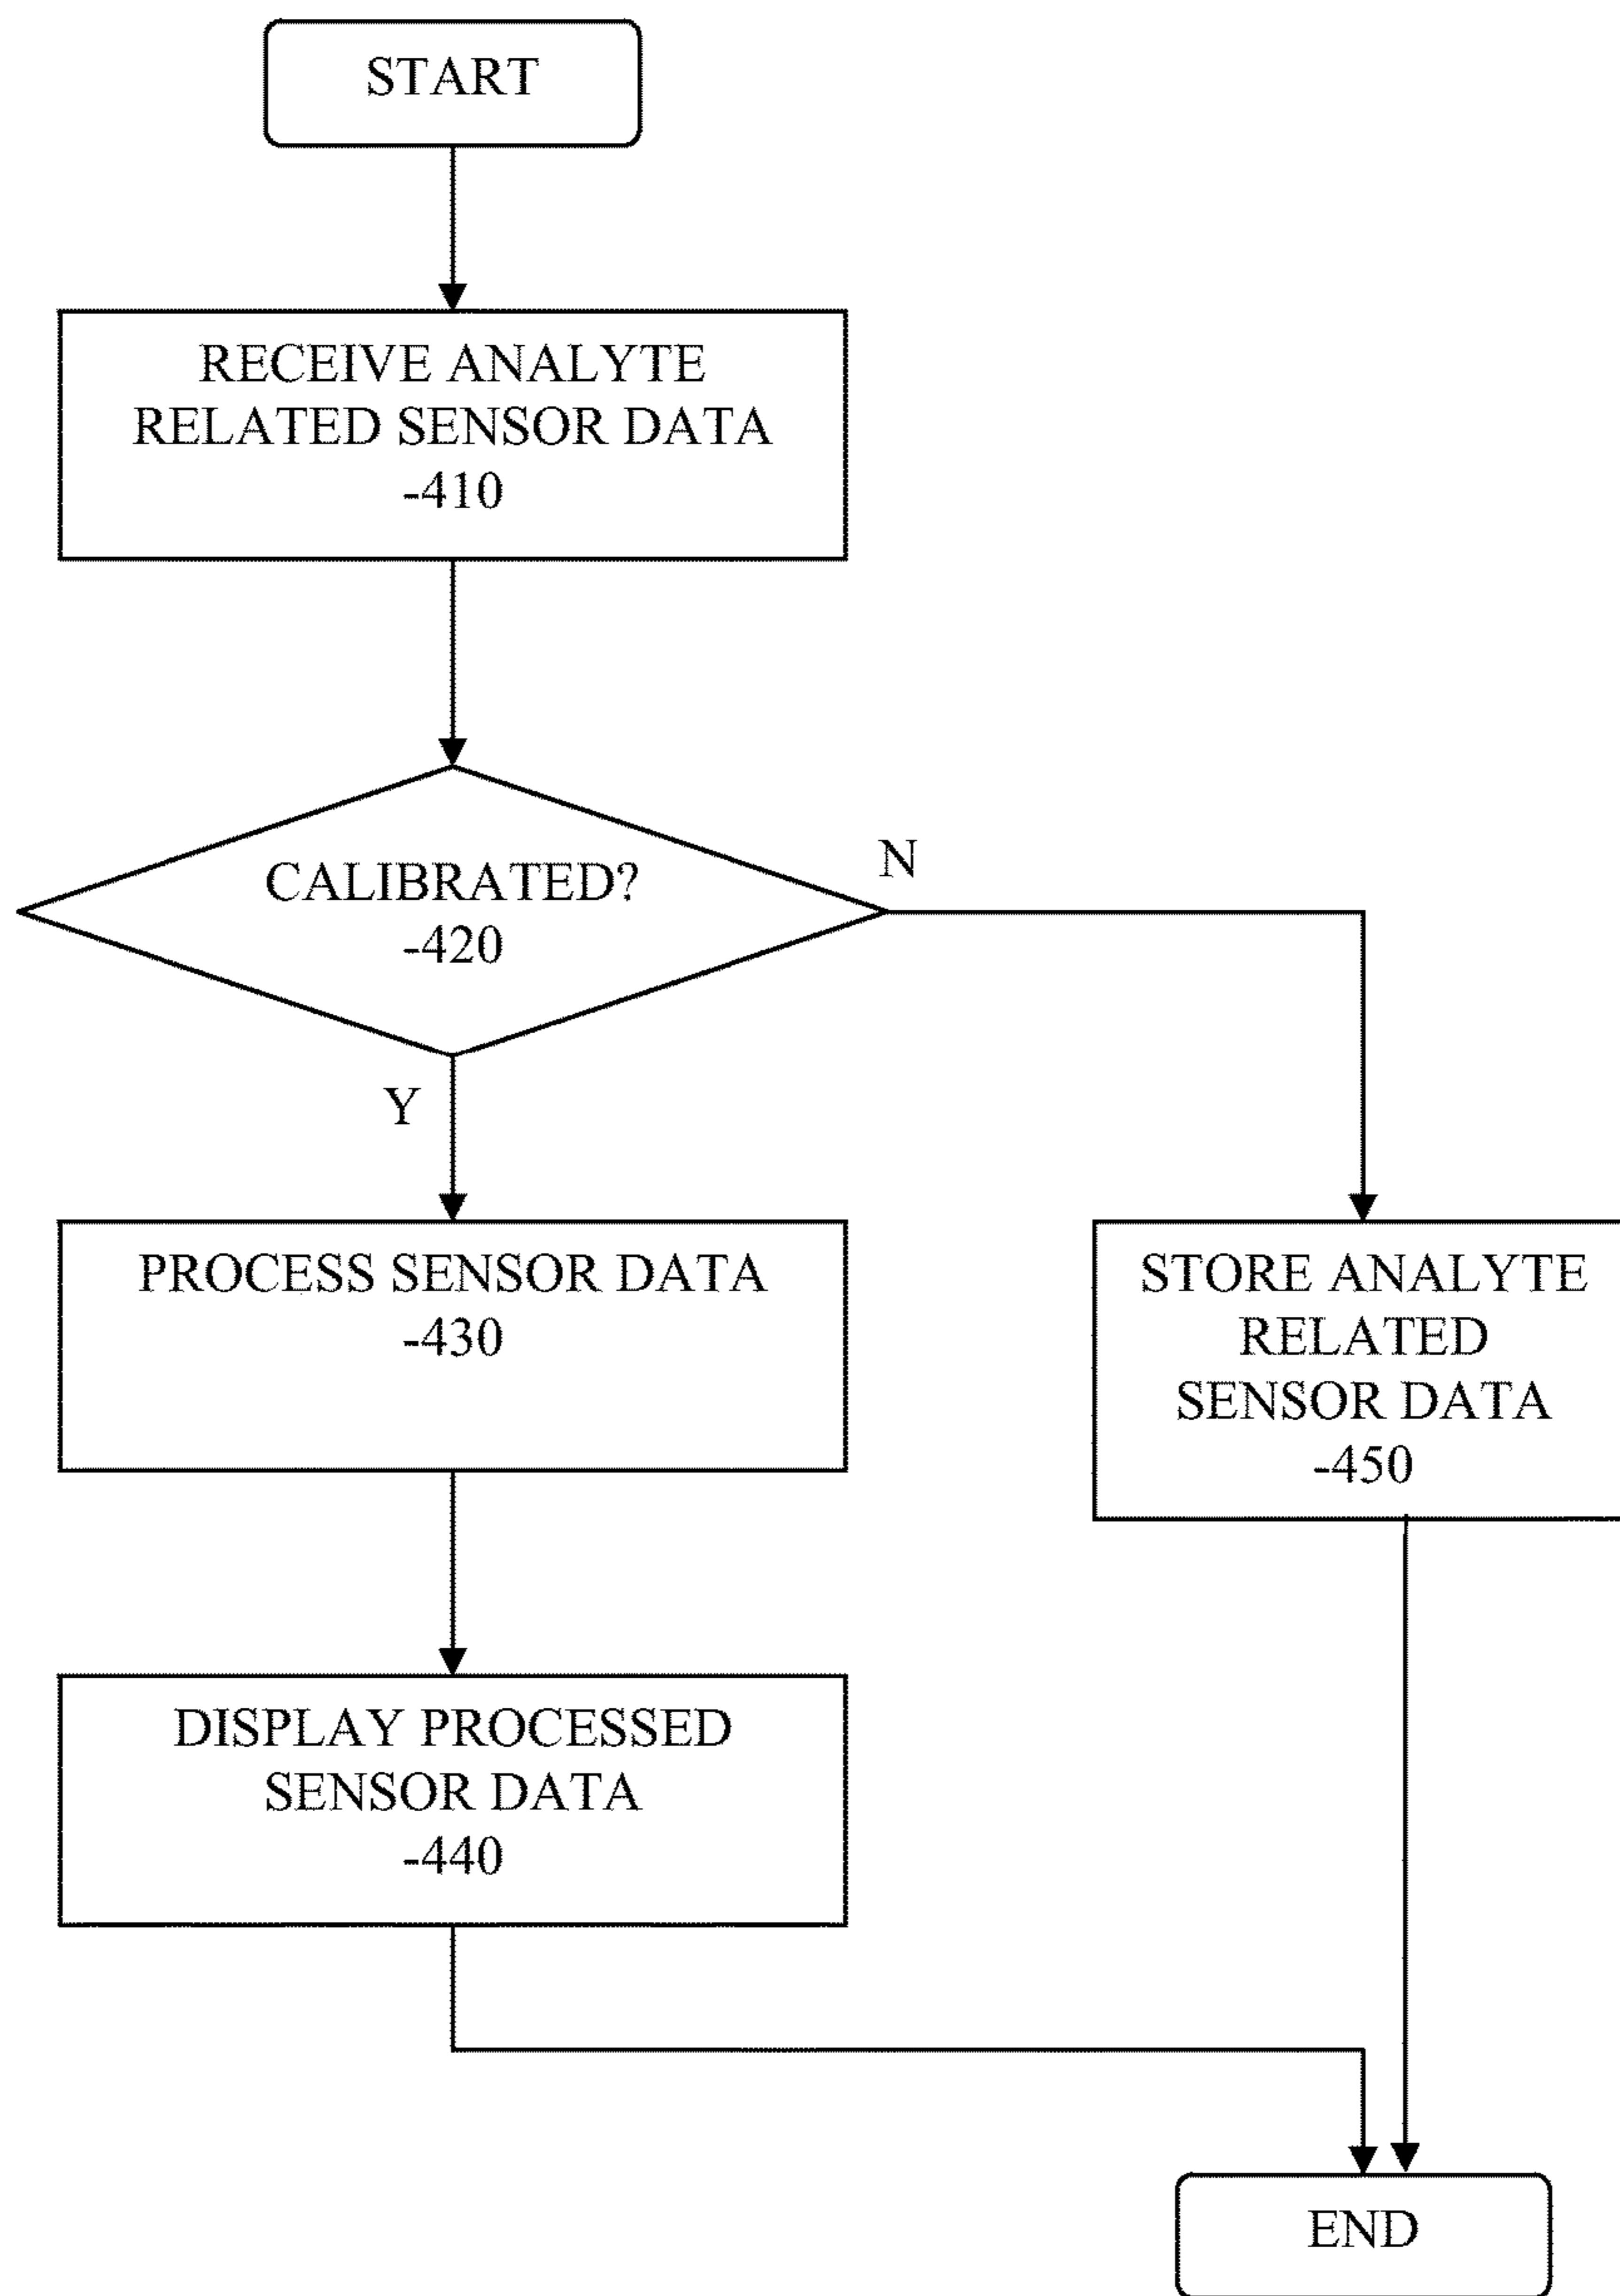 START
RECEIVE ANALYTE
RELATED SENSOR DATA
-410
CALIBRATED?
-420
N
Y
PROCESS SENSOR DATA
-430
STORE ANALYTE
RELATED
SENSOR DATA
-450
DISPLAY PROCESSED
SENSOR DATA
-440
END